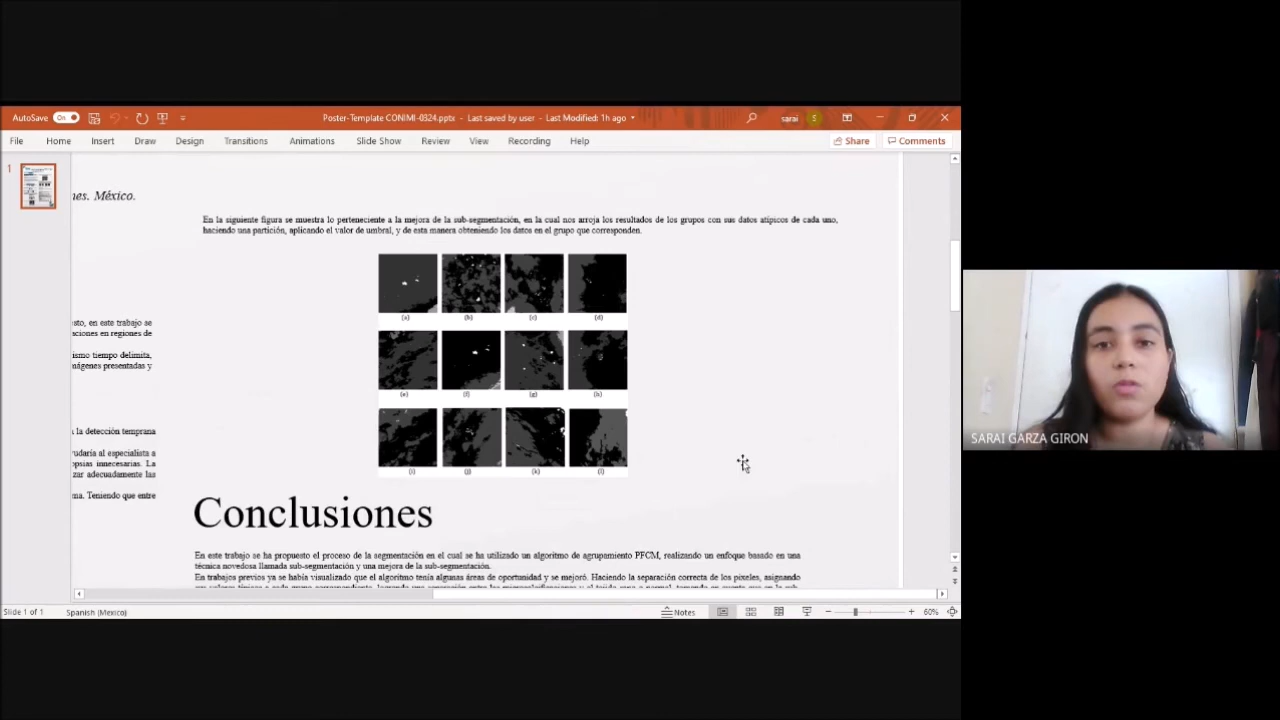 AutoSave On
Poster-Template CONIMI-0324.pptx - Last saved by user - Last Modified: 1h ago
sarai S
File Home Insert Draw Design Transitions Animations Slide Show Review View Recording Help Share Comments
1
nes. México.
En la siguiente figura se muestra lo perteneciente a la mejora de la sub-segmentación, en la cual nos arroja los resultados de los grupos con sus datos atípicos de cada uno,
haciendo una partición, aplicando el valor de umbral, y de esta manera obteniendo los datos en el grupo que corresponden.
(a) (b) (c) (d)
sto, en este trabajo se
aciones en regiones de
ismo tiempo delimita,
mágenes presentadas y
(e) (f) (g) (h)
la detección temprana
yudaría al especialista a
opsias innecesarias. La
zar adecuadamente las
(i) (j) (k) (l)
ma. Teniendo que entre
Conclusiones
En este trabajo se ha propuesto el proceso de la segmentación en el cual se ha utilizado un algoritmo de agrupamiento PFCM, realizando un enfoque basado en una
técnica novedosa llamada sub-segmentación y una mejora de la sub-segmentación.
En trabajos previos ya se había visualizado que el algoritmo tenía algunas áreas de oportunidad y se mejoró. Haciendo la separación correcta de los píxeles, asignando
Slide 1 of 1 Spanish (Mexico) Notes 60%
SARAI GARZA GIRON